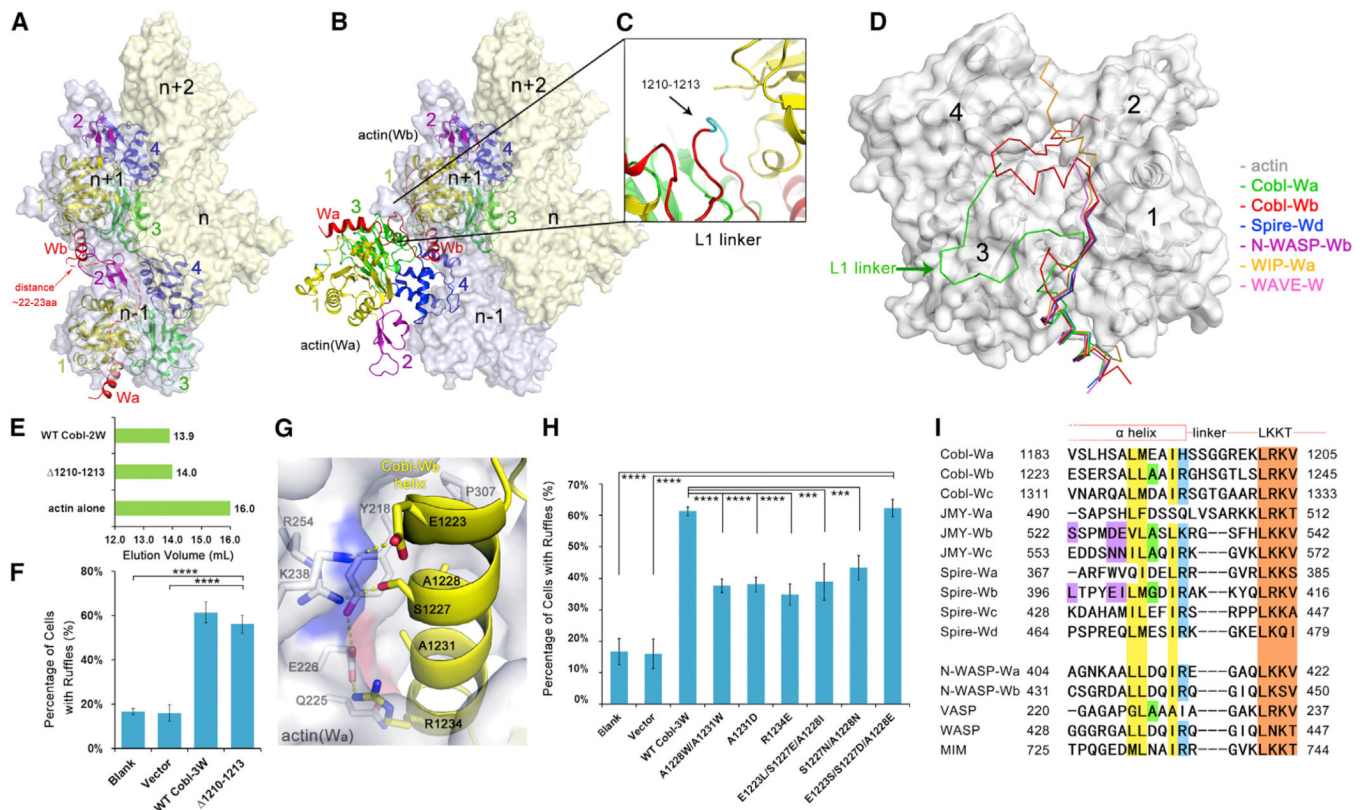 A
n+2
2
4
n+1
n
1
3
Wb
distance
~22-23aa
2
4
n-1
1
3
Wa
B
n+2
2
actin(Wb)
4
1
n+1
n
Wa
3
3
Wb
1
4
n-1
actin(Wa)
2
C
1210-1213
L1 linker
D
4
2
1
3
L1 linker
- actin
- Cobl-Wa
- Cobl-Wb
- Spire-Wd
- N-WASP-Wb
- WIP-Wa
- WAVE-W
E
WT Cobl-2W
13.9
Δ1210-1213
14.0
actin alone
16.0
12.0 13.0 14.0 15.0 16.0
Elution Volume (mL)
F
Percentage of Cells
with Ruffles (%)
80%
60%
40%
20%
0%
****
****
Blank
Vector
WT Cobl-3W
Δ1210-1213
G
Cobl-Wb
helix
P307
Y218
E1223
R254
K238
A1228
S1227
A1231
E226
Q225
R1234
actin(Wa)
H
Percentage of Cells with Ruffles (%)
70%
60%
50%
40%
30%
20%
10%
0%
**** ****
**** **** **** *** ***
Blank
Vector
WT Cobl-3W
A1228W/A1231W
A1231D
R1234E
E1223L/S1227E/A1228I
S1227N/A1228N
E1223S/S1227D/A1228E
I
α helix linker LKKT
Cobl-Wa 1183 VSLHSALMEAIHSSGGREKLRKV 1205
Cobl-Wb 1223 ESERSALLAAIRGHSGTLSLRKV 1245
Cobl-Wc 1311 VNARQALMDAIRSGTGAARLRKV 1333
JMY-Wa 490 -SAPSHLFDSSQLVSARKKLRKT 512
JMY-Wb 522 SSPMDEVLASLKRG---SFHLKKV 542
JMY-Wc 553 EDDSNNILAQIRK---GVKLKKV 572
Spire-Wa 367 -ARFWVQIDELRR---GVRLKKS 385
Spire-Wb 396 LTPYEILMGDIRAK---KYQLRKV 416
Spire-Wc 428 KDAHAMILEFIRS---RPPLKKA 447
Spire-Wd 464 PSPREQLMESIRK---GKELKQI 479
N-WASP-Wa 404 AGNKAALLDQIRE---GAQLKKV 422
N-WASP-Wb 431 CSGRDALLDQIRQ---GIQLKSV 450
VASP 220 -GAGAPGLAAAIA---GAKLRKV 237
WASP 428 GGGRGALLDQIRQ---GIQLNKT 447
MIM 725 TPQGEDMLNAIRR---GVKLKKT 744